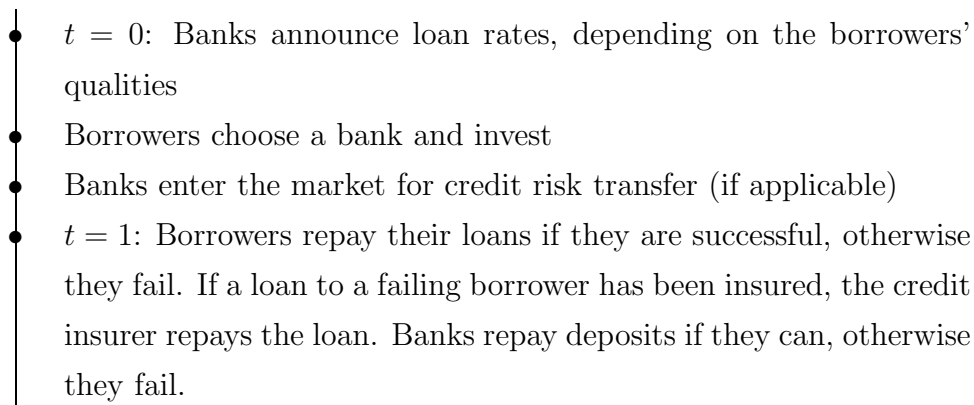 t = 0: Banks announce loan rates, depending on the borrowers’
qualities
Borrowers choose a bank and invest
Banks enter the market for credit risk transfer (if applicable)
t = 1: Borrowers repay their loans if they are successful, otherwise
they fail. If a loan to a failing borrower has been insured, the credit
insurer repays the loan. Banks repay deposits if they can, otherwise
they fail.